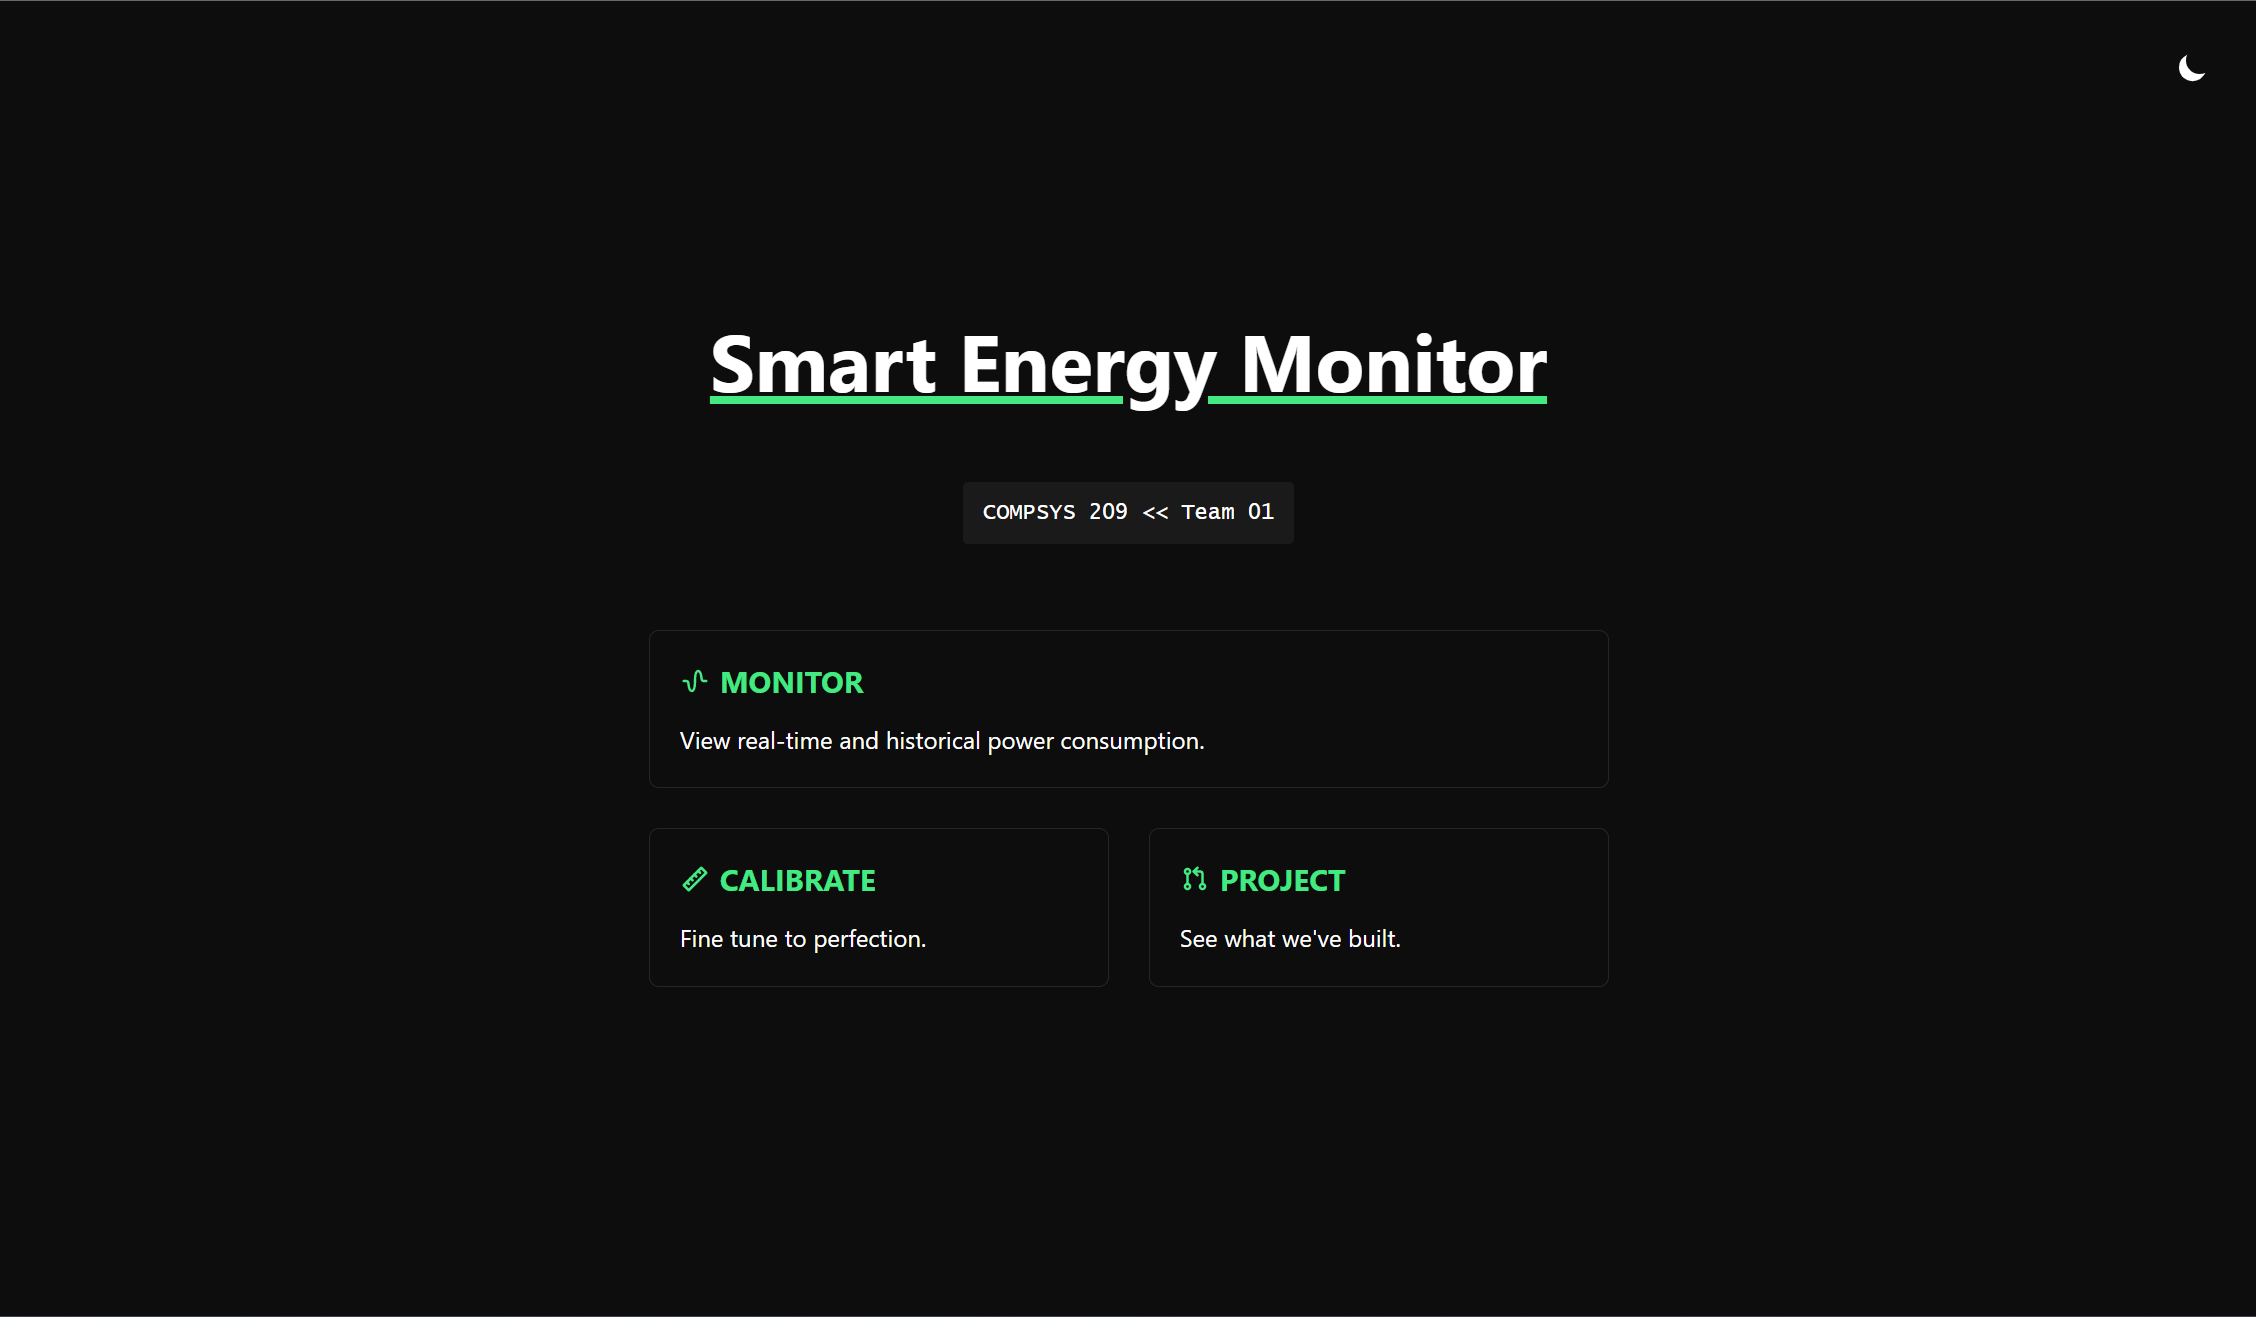 Smart Energy Monitor
COMPSYS 209 << Team 01
MONITOR
View real-time and historical power consumption.
CALIBRATE
Fine tune to perfection.
PROJECT
See what we've built.